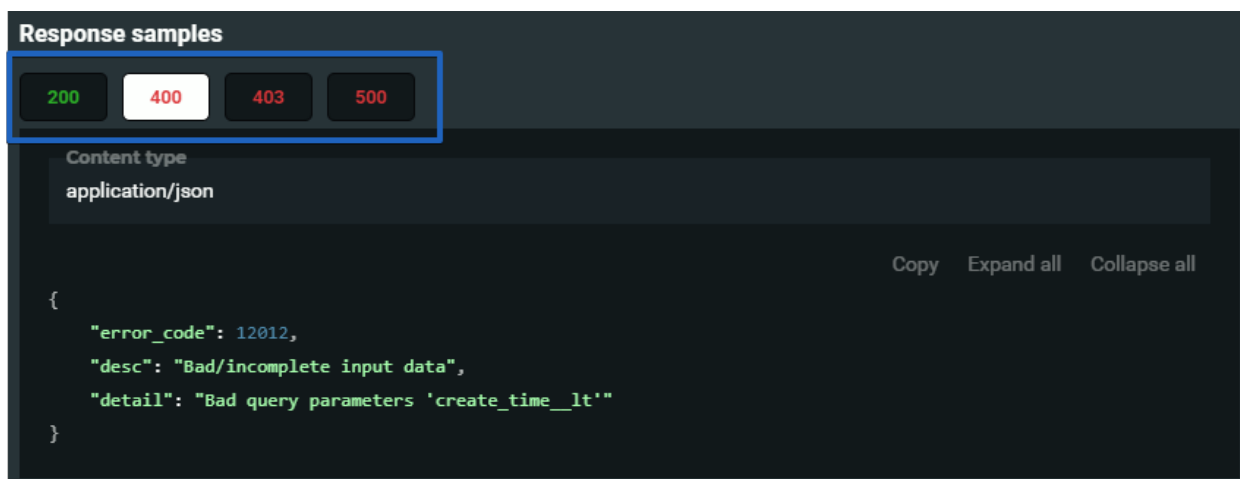 Response samples
200 400 403 500
Content type
application/json
Copy Expand all Collapse all
{
"error_code": 12012,
"desc": "Bad/incomplete input data",
"detail": "Bad query parameters 'create_time__lt'"
}